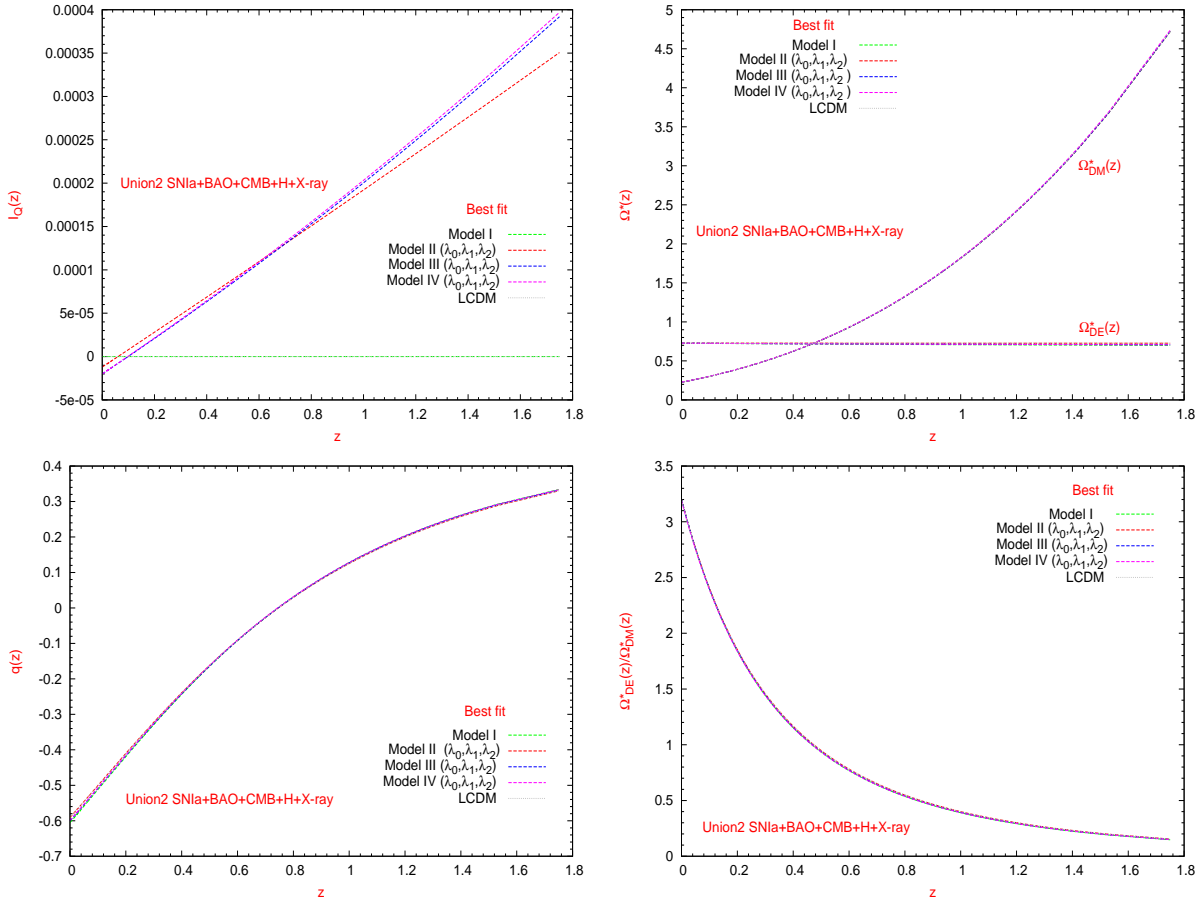 0.0004
0.00035
0.0003
0.00025
0.0002
0.00015
0.0001
5e-05
0
-5e-05
I_Q(z)
Union2 SNIa+BAO+CMB+H+X-ray
Best fit
Model I
Model II (λ0,λ1,λ2)
Model III (λ0,λ1,λ2)
Model IV (λ0,λ1,λ2)
LCDM
0 0.2 0.4 0.6 0.8 1 1.2 1.4 1.6 1.8
z
5
4.5
4
3.5
3
2.5
2
1.5
1
0.5
0
Ω*(z)
Best fit
Model I
Model II (λ0,λ1,λ2)
Model III (λ0,λ1,λ2 )
Model IV (λ0,λ1,λ2 )
LCDM
Ω*DM(z)
Union2 SNIa+BAO+CMB+H+X-ray
Ω*DE(z)
0 0.2 0.4 0.6 0.8 1 1.2 1.4 1.6 1.8
z
0.4
0.3
0.2
0.1
0
-0.1
-0.2
-0.3
-0.4
-0.5
-0.6
-0.7
q(z)
Best fit
Model I
Model II (λ0,λ1,λ2)
Model III (λ0,λ1,λ2)
Model IV (λ0,λ1,λ2)
LCDM
Union2 SNIa+BAO+CMB+H+X-ray
0 0.2 0.4 0.6 0.8 1 1.2 1.4 1.6 1.8
z
3.5
3
2.5
2
1.5
1
0.5
0
Ω*DE(z)/Ω*DM(z)
Best fit
Model I
Model II (λ0,λ1,λ2)
Model III (λ0,λ1,λ2)
Model IV (λ0,λ1,λ2)
LCDM
Union2 SNIa+BAO+CMB+H+X-ray
0 0.2 0.4 0.6 0.8 1 1.2 1.4 1.6 1.8
z